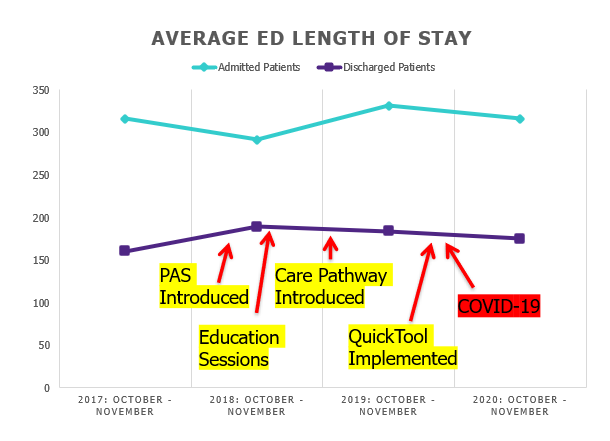 AVERAGE ED LENGTH OF STAY
Admitted Patients
Discharged Patients
350
300
250
200
150
100
50
0
PAS
Introduced
Care Pathway
Introduced
COVID-19
Education
Sessions
QuickTool
Implemented
2017: OCTOBER -
NOVEMBER
2018: OCTOBER -
NOVEMBER
2019: OCTOBER -
NOVEMBER
2020: OCTOBER -
NOVEMBER